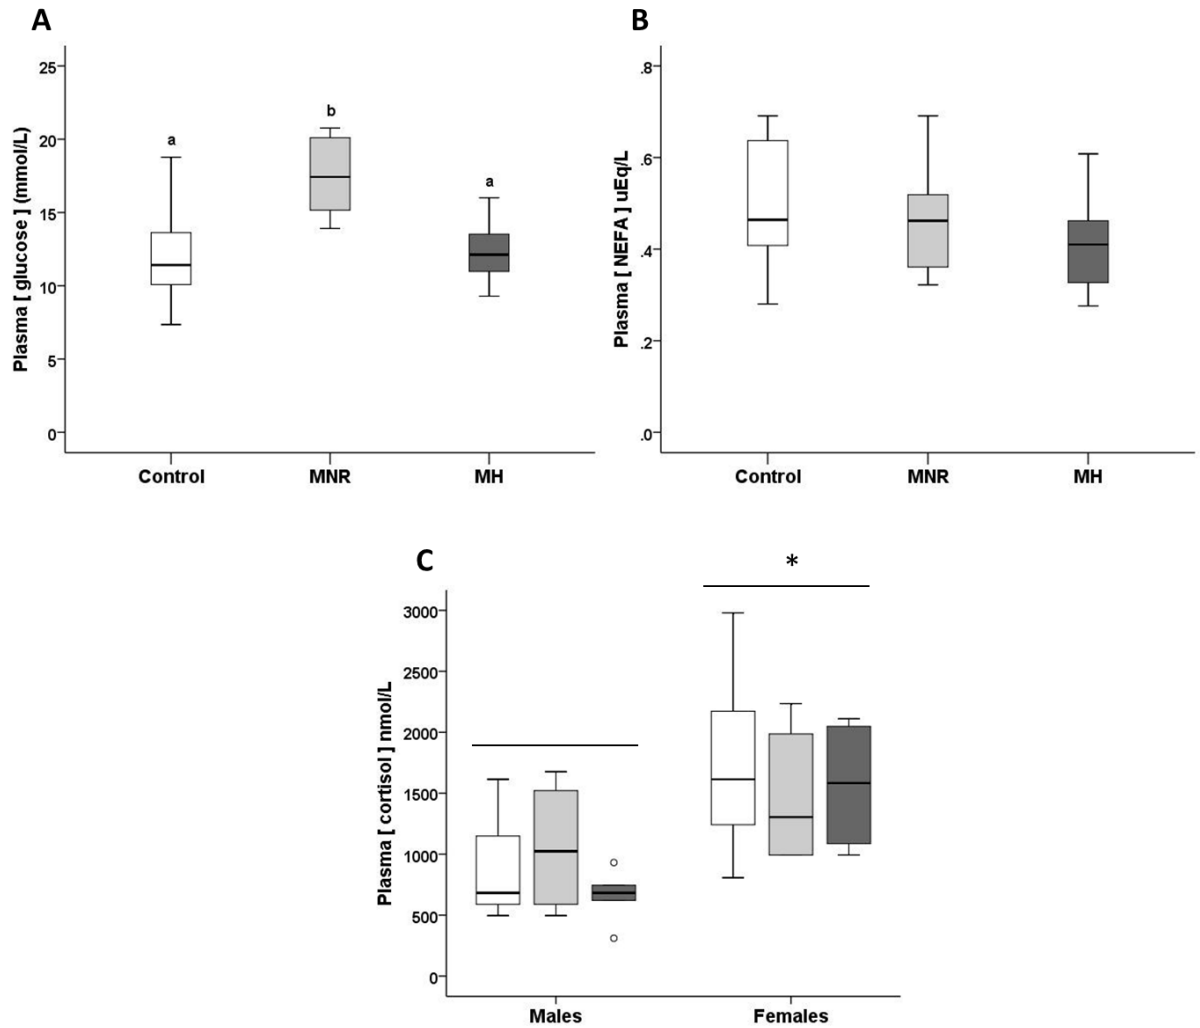 A
Plasma [ glucose ] (mmol/L)
25
20
15
10
5
0
a
b
a
Control MNR MH
B
Plasma [ NEFA ] uEq/L
.8
.6
.4
.2
.0
Control MNR MH
C
*
Plasma [ cortisol ] nmol/L
3000
2500
2000
1500
1000
500
0
Males Females